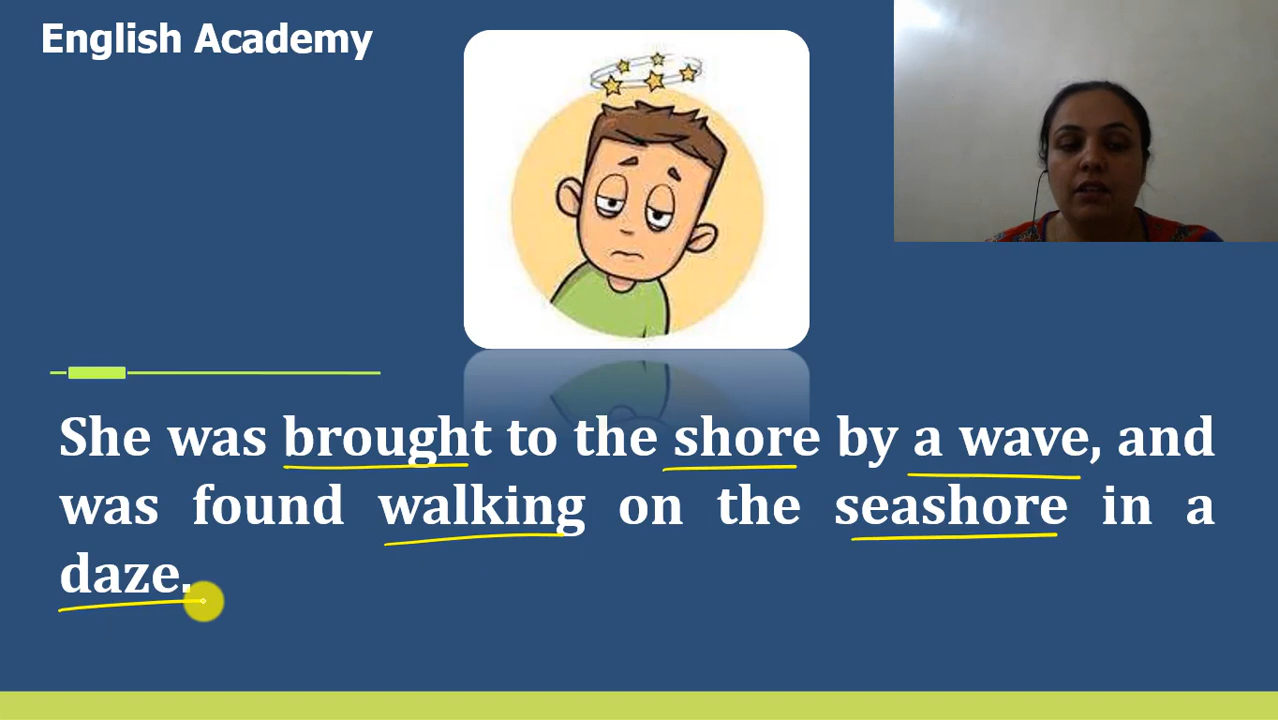 English Academy
She was brought to the shore by a wave, and
was found walking on the seashore in a
daze.